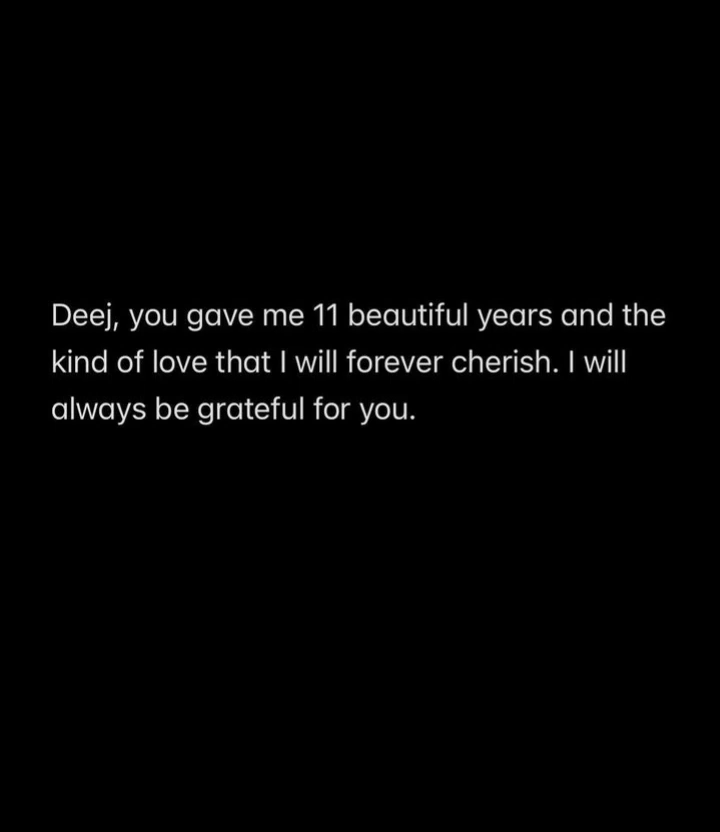 Deej, you gave me 11 beautiful years and the
kind of love that I will forever cherish. I will
always be grateful for you.